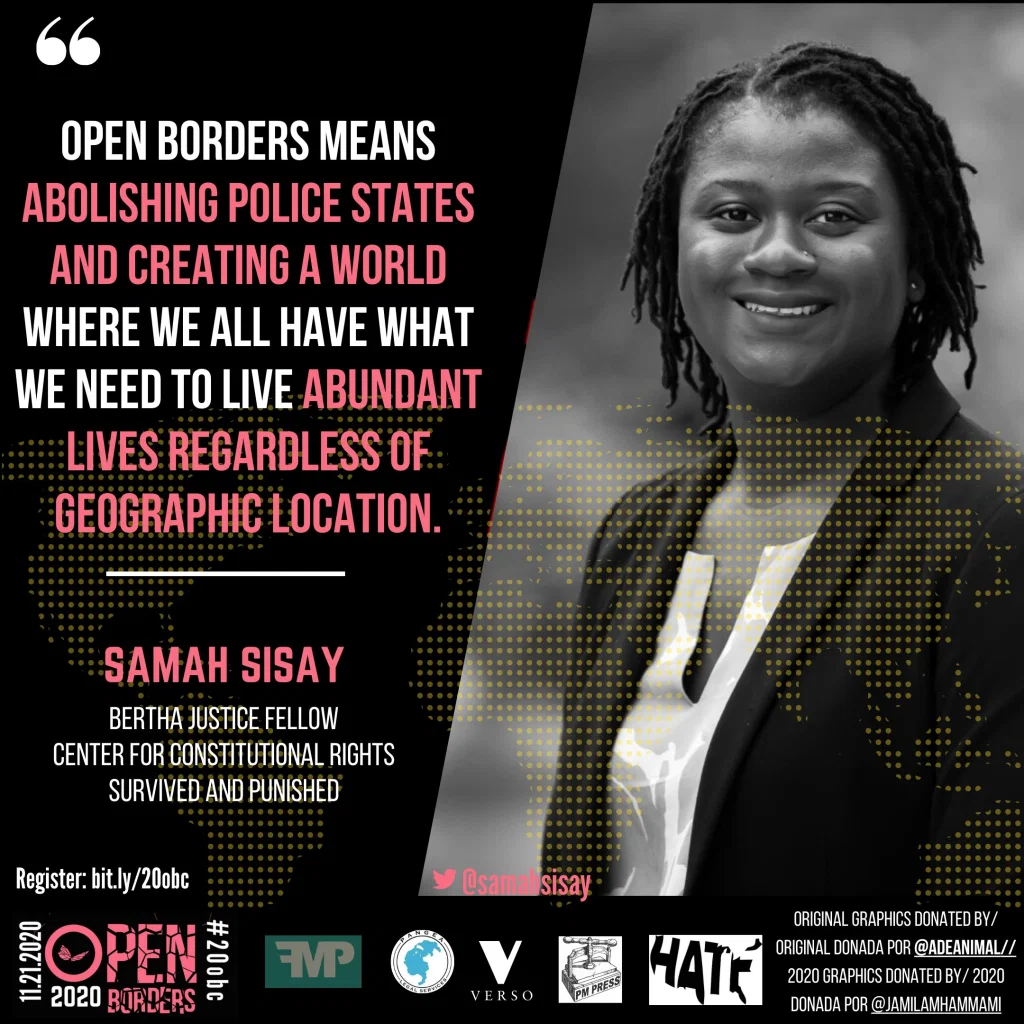 “
OPEN BORDERS MEANS
ABOLISHING POLICE STATES
AND CREATING A WORLD
WHERE WE ALL HAVE WHAT
WE NEED TO LIVE ABUNDANT
LIVES REGARDLESS OF
GEOGRAPHIC LOCATION.
SAMAH SISAY
BERTHA JUSTICE FELLOW
CENTER FOR CONSTITUTIONAL RIGHTS
SURVIVED AND PUNISHED
Register: bit.ly/20obc
@samahsisay
11.21.2020
OPEN
2020 BORDERS
#20obc
FMP
PANGEA
LEGAL SERVICES
V
VERSO
PM PRESS
HATE
ORIGINAL GRAPHICS DONATED BY/
ORIGINAL DONADA POR @ADEANIMAL//
2020 GRAPHICS DONATED BY/ 2020
DONADA POR @JAMILAMHAMMAMI